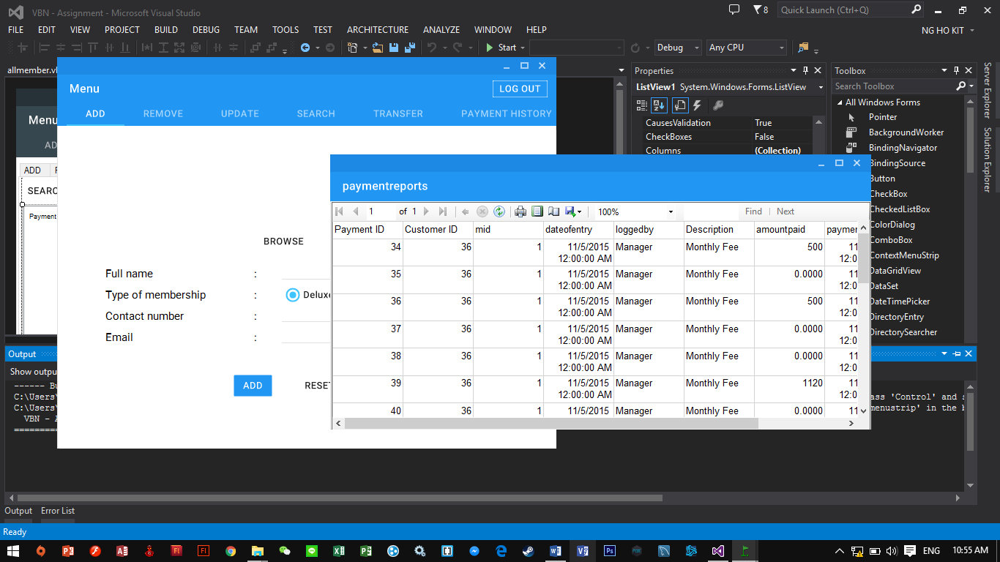 VBN - Assignment - Microsoft Visual Studio
8
Quick Launch (Ctrl+Q)
FILE EDIT VIEW PROJECT BUILD DEBUG TEAM TOOLS TEST ARCHITECTURE ANALYZE WINDOW HELP
NG HO KIT
Start
Debug
Any CPU
allmember.v
Menu
LOG OUT
ADD REMOVE UPDATE SEARCH TRANSFER PAYMENT HISTORY
Menu
AD
ADD
SEARC
Payment
BROWSE
Full name :
Type of membership : Deluxe
Contact number :
Email :
ADD RESET
paymentreports
1 of 1 100% Find Next
Payment ID Customer ID mid dateofentry loggedby Description amountpaid paymer
34 36 1 11/5/2015 12:00:00 AM Manager Monthly Fee 500 11 12:0
35 36 1 11/5/2015 12:00:00 AM Manager Monthly Fee 0.0000 11 12:0
36 36 1 11/5/2015 12:00:00 AM Manager Monthly Fee 500 11 12:0
37 36 1 11/5/2015 12:00:00 AM Manager Monthly Fee 0.0000 11 12:0
38 36 1 11/5/2015 12:00:00 AM Manager Monthly Fee 0.0000 11 12:0
39 36 1 11/5/2015 12:00:00 AM Manager Monthly Fee 1120 11 12:0
40 36 1 11/5/2015 Manager Monthly Fee 0.0000 11
Properties
ListView1 System.Windows.Forms.ListView
CausesValidation True
CheckBoxes False
Columns (Collection)
Toolbox
Search Toolbox
All Windows Forms
Pointer
BackgroundWorker
BindingNavigator
BindingSource
Button
CheckBox
CheckedListBox
ColorDialog
ComboBox
ContextMenuStrip
DataGridView
DataSet
DateTimePicker
DirectoryEntry
DirectorySearcher
Server Explorer
Solution Explorer
Output
Show outpu
------ Bu
C:\Users\
ass 'Control' and s
C:\Users\
menustrip' in the b
VBN -
=========
Output Error List
Ready
ENG 10:55 AM